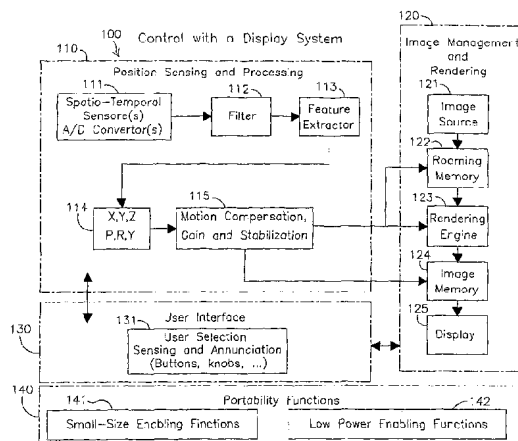 100
Control with a Display System
120
110
Position Sensing and Processing
Image Management
and
Rendering
111
Spatio-Temporal
Sensors(s)
A/D Convertor(s)
112
Filter
113
Feature
Extractor
121
Image
Source
122
Roaming
Memory
114
X,Y,Z
P,R,Y
115
Motion Compensation,
Gain and Stabilization
123
Rendering
Engine
124
Image
Memory
125
Display
130
User Interface
131
User Selection
Sensing and Annunciation
(Buttons, knobs, ...)
140
Portability Functions
141
Small-Size Enabling Finctions
142
Low Power Enabling Functions